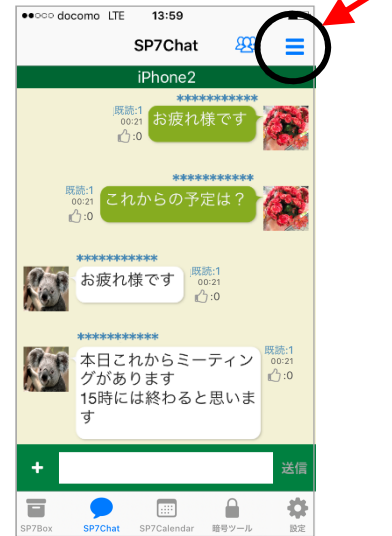 docomo LTE 13:59
SP7Chat
iPhone2
***********
既読:1
00:21
:0
お疲れ様です
***********
既読:1
00:21
:0
これからの予定は？
***********
お疲れ様です
既読:1
00:21
:0
***********
本日これからミーティン
グがあります
15時には終わると思いま
す
既読:1
00:21
:0
+
送信
SP7Box SP7Chat SP7Calendar 暗号ツール 設定